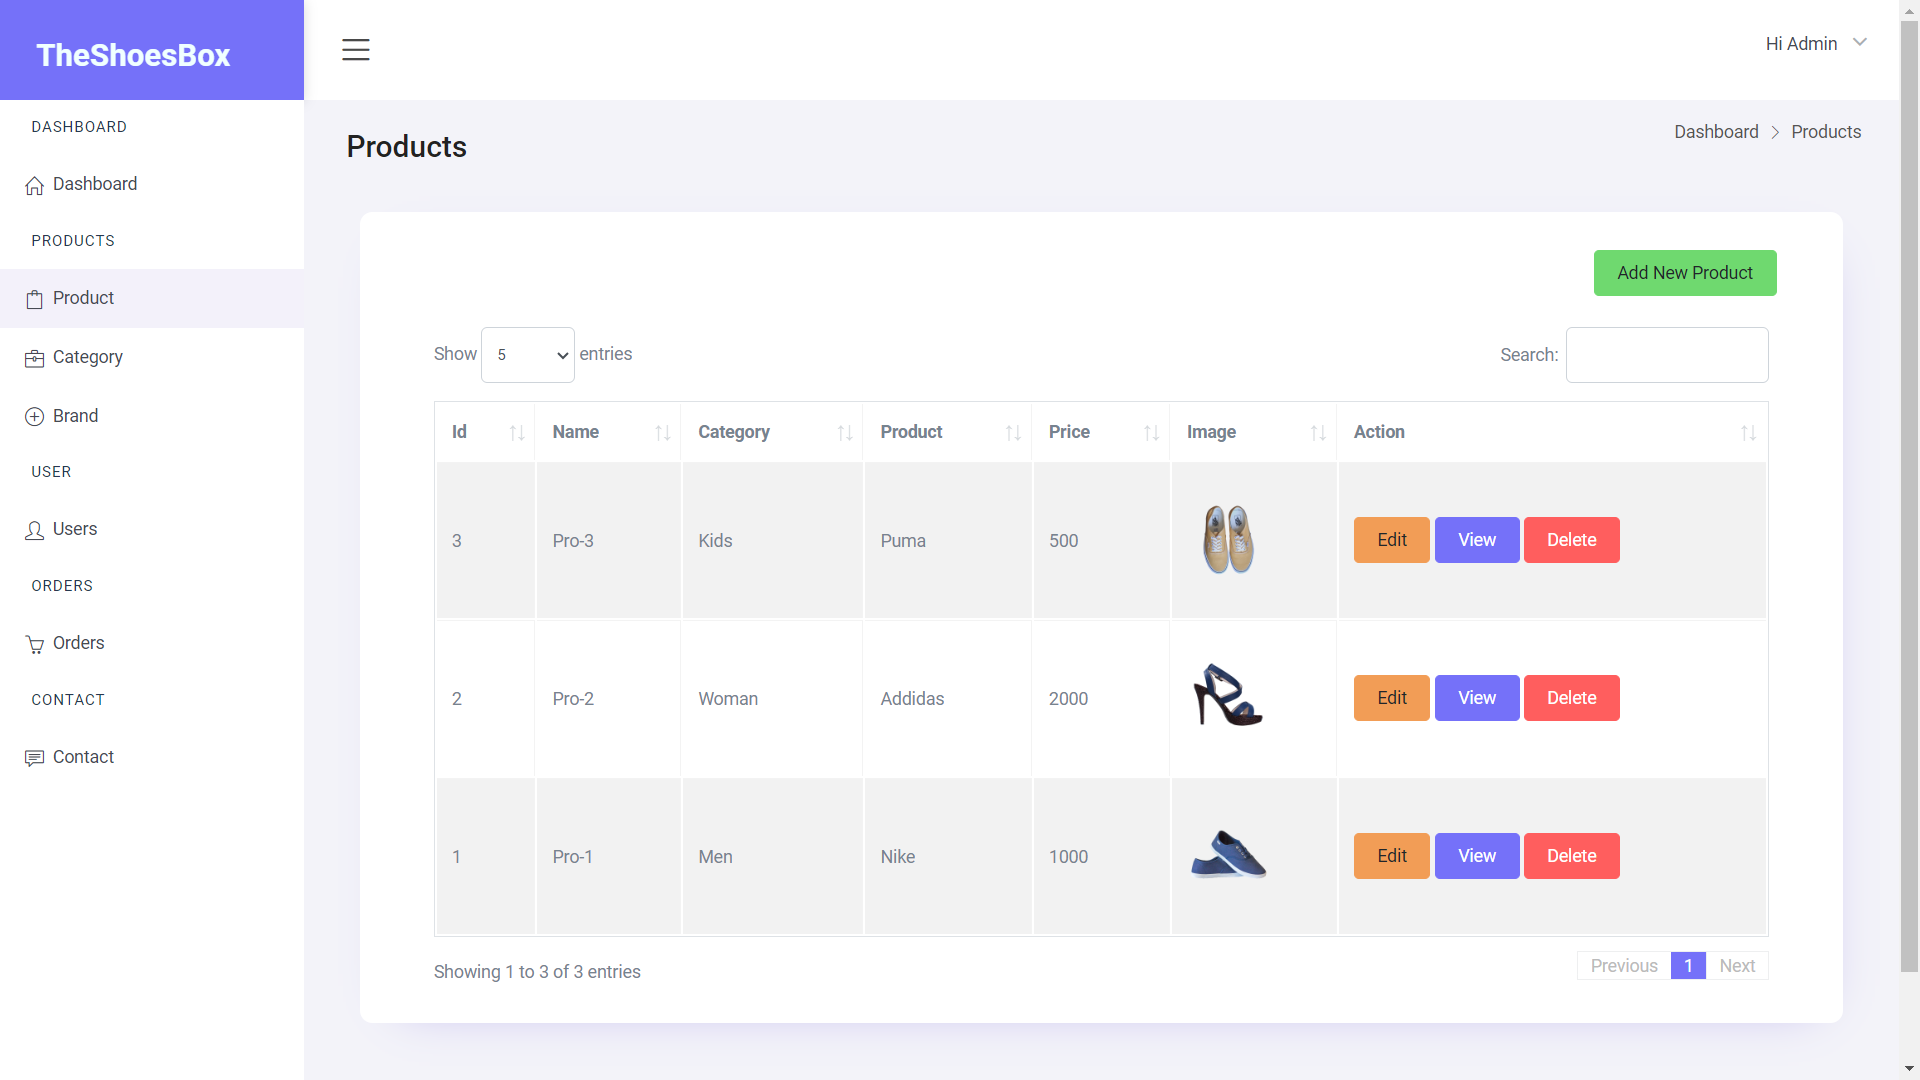 TheShoesBox
Hi Admin
DASHBOARD
Dashboard
PRODUCTS
Product
Category
Brand
USER
Users
ORDERS
Orders
CONTACT
Contact
Products
Dashboard > Products
Add New Product
Show 5 entries
Search:
Id Name Category Product Price Image Action
3 Pro-3 Kids Puma 500 Edit View Delete
2 Pro-2 Woman Addidas 2000 Edit View Delete
1 Pro-1 Men Nike 1000 Edit View Delete
Showing 1 to 3 of 3 entries
Previous 1 Next